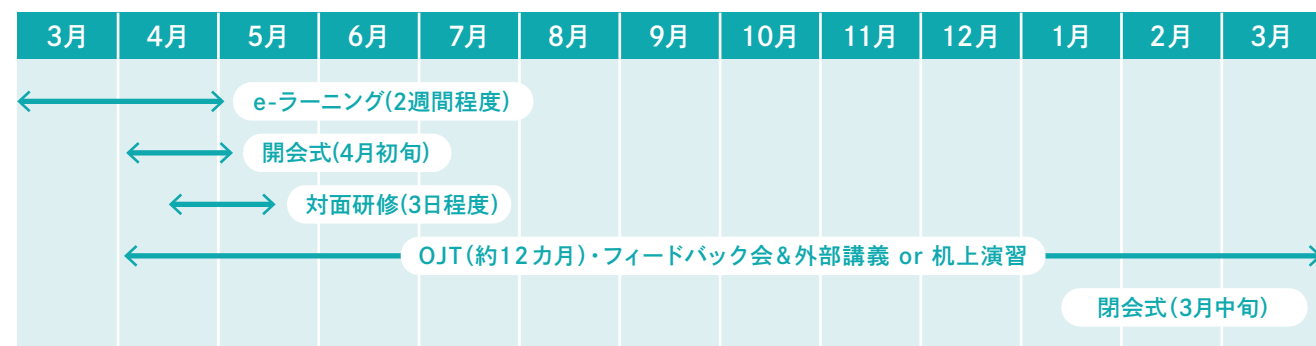 3月 4月 5月 6月 7月 8月 9月 10月 11月 12月 1月 2月 3月
e-ラーニング(2週間程度)
開会式(4月初旬)
対面研修(3日程度)
OJT(約12カ月)・フィードバック会&外部講義 or 机上演習
閉会式(3月中旬)